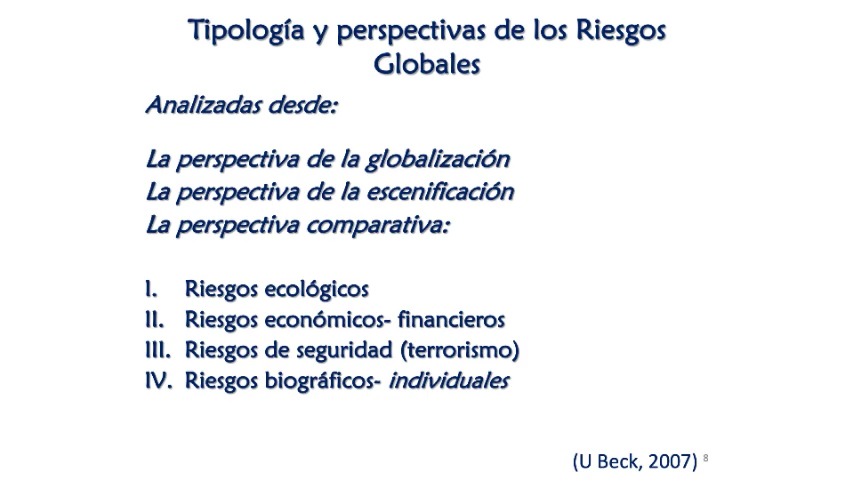 Tipología y perspectivas de los Riesgos
Globales
Analizadas desde:
La perspectiva de la globalización
La perspectiva de la escenificación
La perspectiva comparativa:
I. Riesgos ecológicos
II. Riesgos económicos- financieros
III. Riesgos de seguridad (terrorismo)
IV. Riesgos biográficos- individuales
(U Beck, 2007) 8